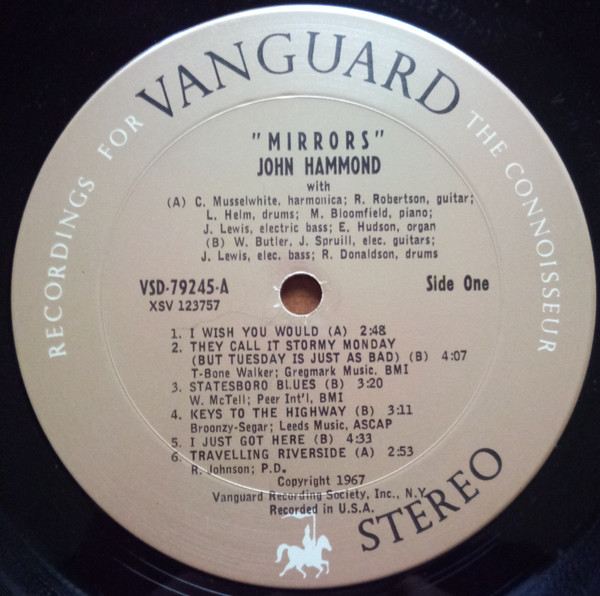 RECORDINGS FOR VANGUARD THE CONNOISSEUR
"MIRRORS"
JOHN HAMMOND
with
(A) C. Musselwhite, harmonica; R. Robertson, guitar;
L. Helm, drums; M. Bloomfield, piano;
J. Lewis, electric bass; E. Hudson, organ
(B) W. Butler, J. Spruill, elec. guitars;
J. Lewis, elec. bass; R. Donaldson, drums
VSD-79245-A Side One
XSV 123757
1. I WISH YOU WOULD (A) 2:48
2. THEY CALL IT STORMY MONDAY
(BUT TUESDAY IS JUST AS BAD) (B) 4:07
T-Bone Walker; Gregmark Music, BMI
3. STATESBORO BLUES (B) 3:20
W. McTell; Peer Int'l, BMI
4. KEYS TO THE HIGHWAY (B) 3:11
Broonzy-Segar; Leeds Music, ASCAP
5. I JUST GOT HERE (B) 4:33
6. TRAVELLING RIVERSIDE (A) 2:53
R. Johnson; P.D.
Copyright 1967
Vanguard Recording Society, Inc., N.Y.
Recorded in U.S.A.
STEREO